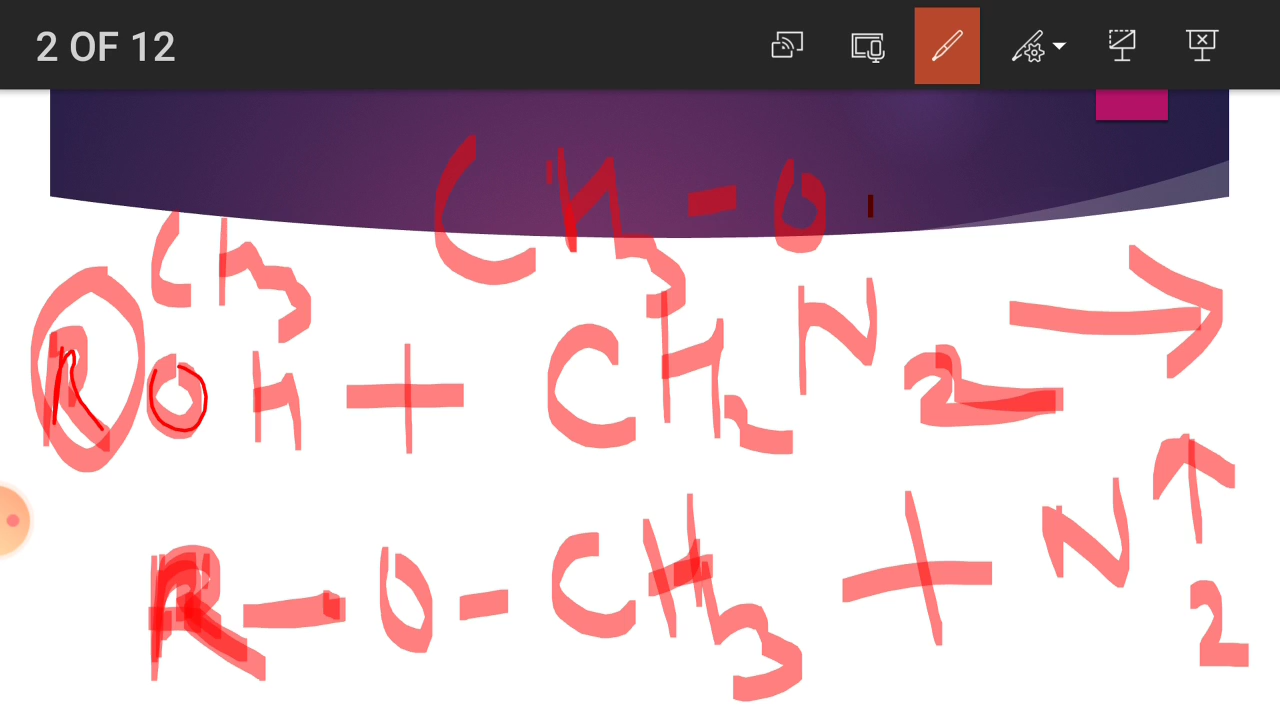 2 OF 12
CH3 - O
CH3
ROH + CH2N2 →
R - O - CH3 + N2 ↑